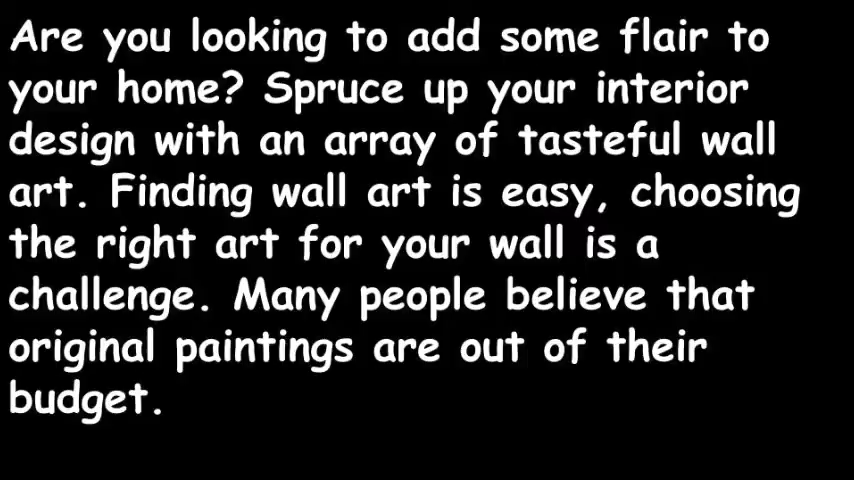 Are you looking to add some flair to
your home? Spruce up your interior
design with an array of tasteful wall
art. Finding wall art is easy, choosing
the right art for your wall is a
challenge. Many people believe that
original paintings are out of their
budget.